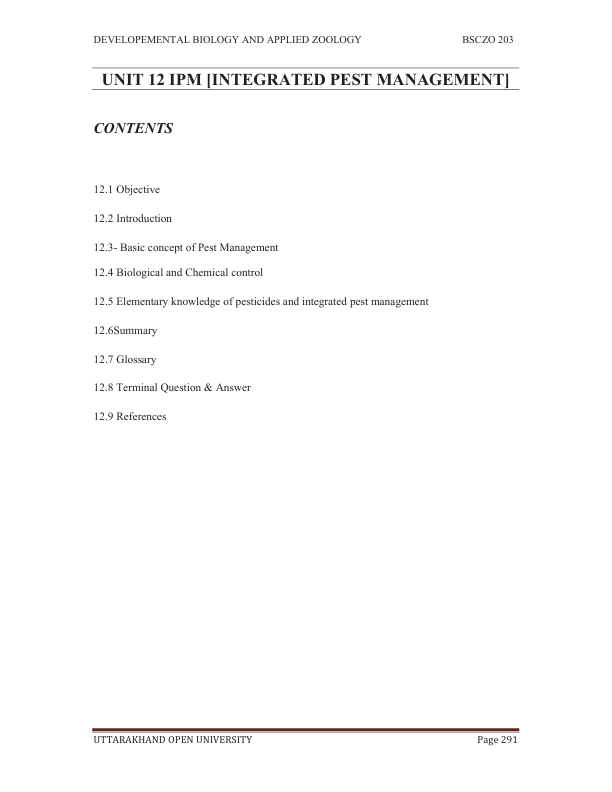 DEVELOPEMENTAL BIOLOGY AND APPLIED ZOOLOGY BSCZO 203
UNIT 12 IPM [INTEGRATED PEST MANAGEMENT]
CONTENTS
12.1 Objective
12.2 Introduction
12.3- Basic concept of Pest Management
12.4 Biological and Chemical control
12.5 Elementary knowledge of pesticides and integrated pest management
12.6Summary
12.7 Glossary
12.8 Terminal Question & Answer
12.9 References
UTTARAKHAND OPEN UNIVERSITY Page 291